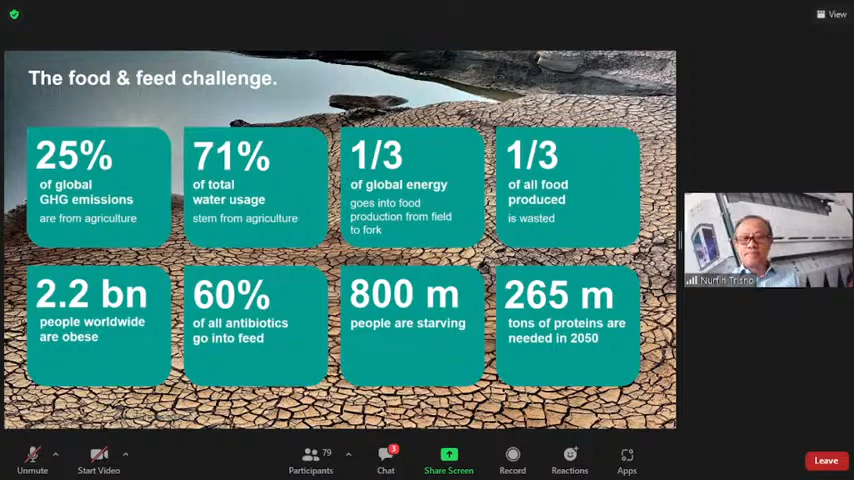 View
The food & feed challenge.
25%
of global
GHG emissions
are from agriculture
71%
of total
water usage
stem from agriculture
1/3
of global energy
goes into food
production from field
to fork
1/3
of all food
produced
is wasted
2.2 bn
people worldwide
are obese
60%
of all antibiotics
go into feed
800 m
people are starving
265 m
tons of proteins are
needed in 2050
Nurfin Trisno
Unmute
Start Video
79
Participants
3
Chat
Share Screen
Record
Reactions
Apps
Leave